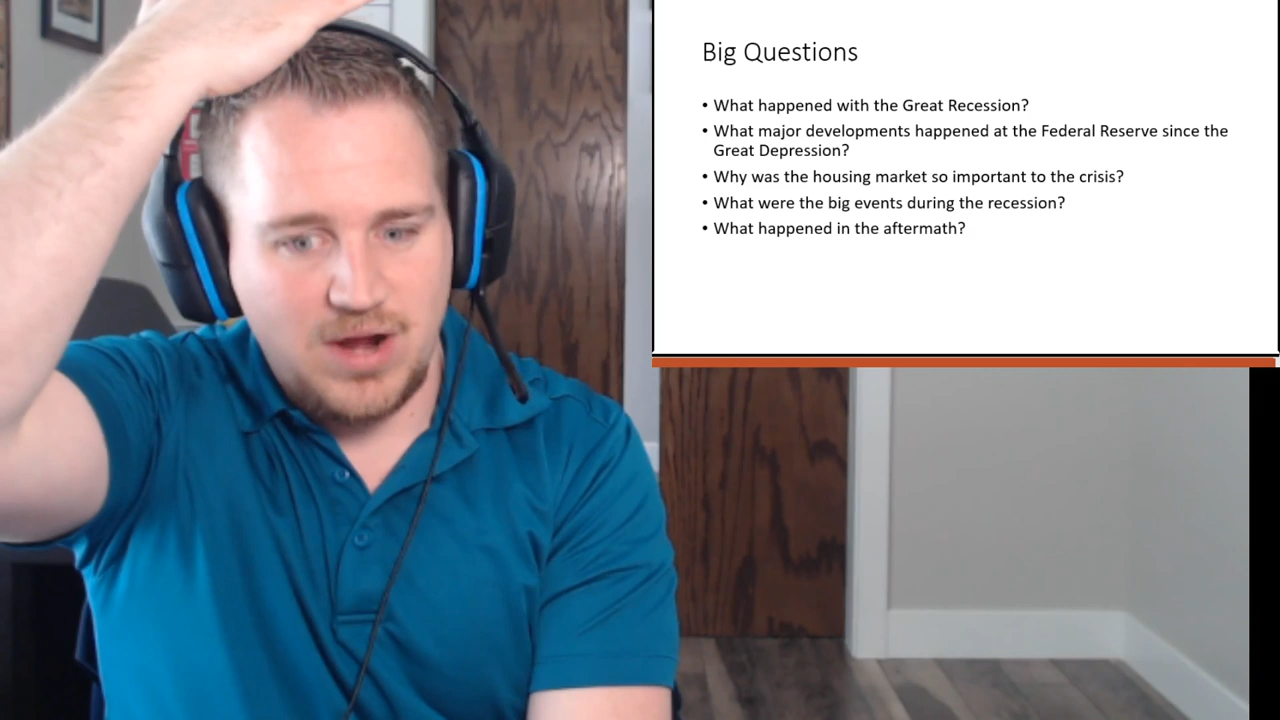 Big Questions
• What happened with the Great Recession?
• What major developments happened at the Federal Reserve since the
Great Depression?
• Why was the housing market so important to the crisis?
• What were the big events during the recession?
• What happened in the aftermath?